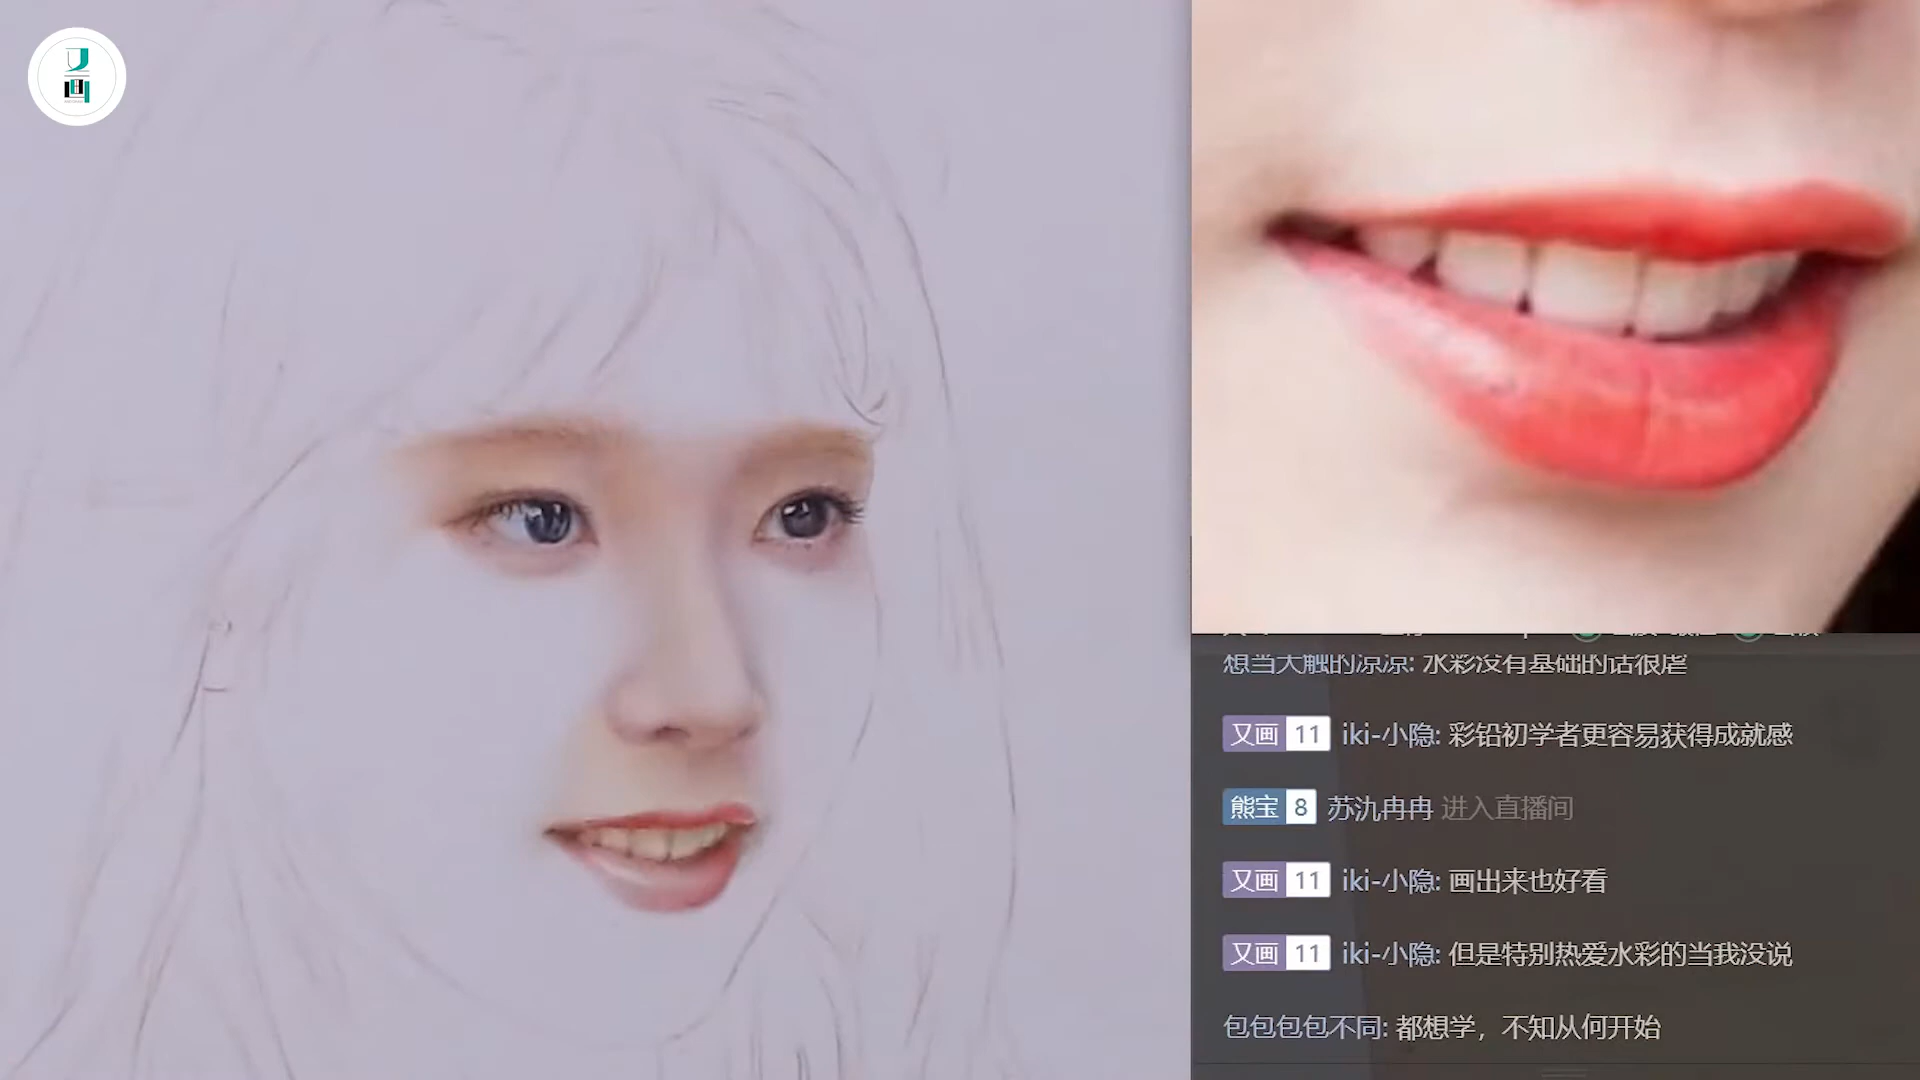 又画
想当大触的凉凉: 水彩没有基础的话很虐
又画 11 iki-小隐: 彩铅初学者更容易获得成就感
熊宝 8 苏氿冉冉 进入直播间
又画 11 iki-小隐: 画出来也好看
又画 11 iki-小隐: 但是特别热爱水彩的当我没说
包包包包不同: 都想学，不知从何开始